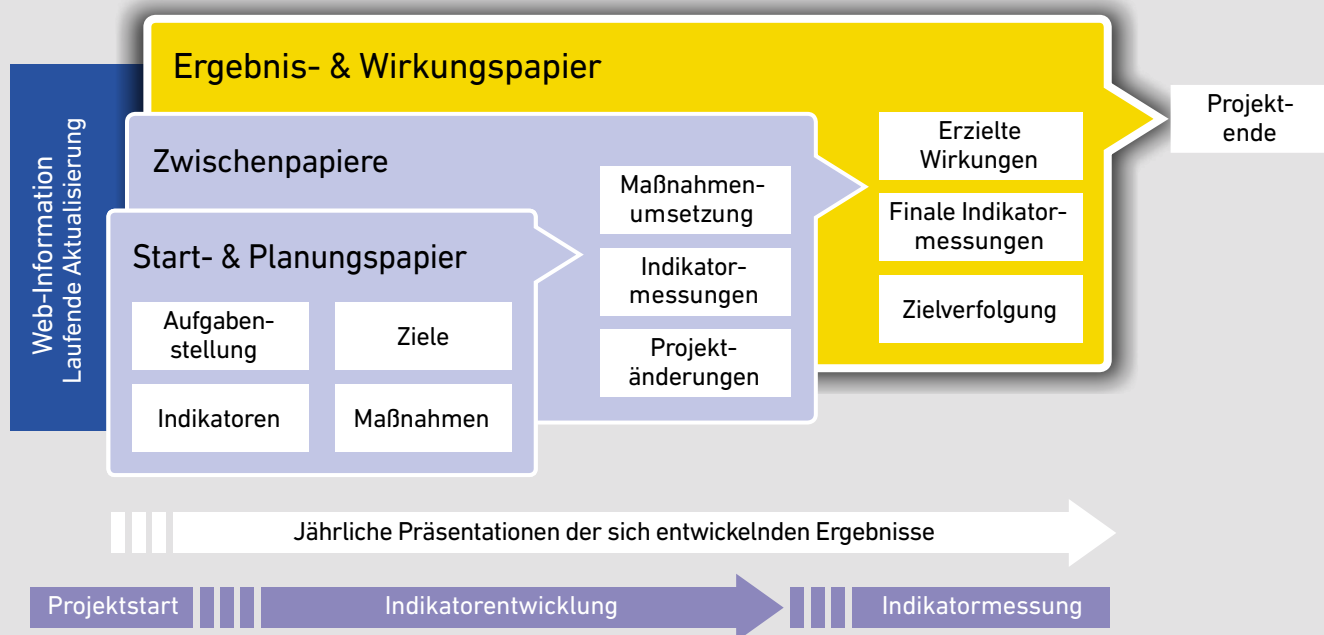 Ergebnis- & Wirkungspapier
Web-Information
Laufende Aktualisierung
Zwischenpapiere
Start- & Planungspapier
Aufgaben-
stellung
Ziele
Indikatoren
Maßnahmen
Maßnahmen-
umsetzung
Indikator-
messungen
Projekt-
änderungen
Erzielte
Wirkungen
Finale Indikator-
messungen
Zielverfolgung
Projekt-
ende
Jährliche Präsentationen der sich entwickelnden Ergebnisse
Projektstart
Indikatorentwicklung
Indikatormessung